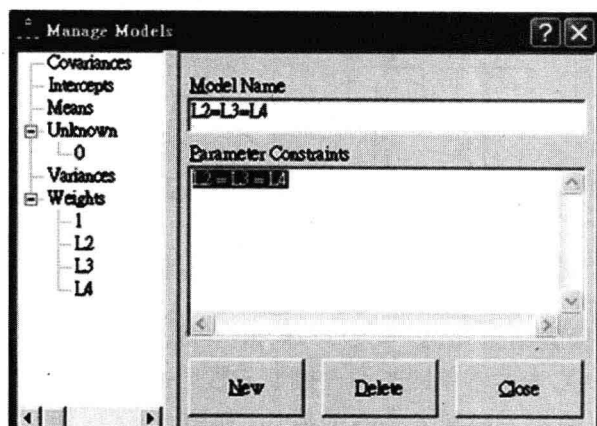 Manage Models
Covariances
Intercepts
Means
Unknown
0
Variances
Weights
1
L2
L3
L4
Model Name
L2=L3=L4
Parameter Constraints
L2 = L3 = L4
New
Delete
Close